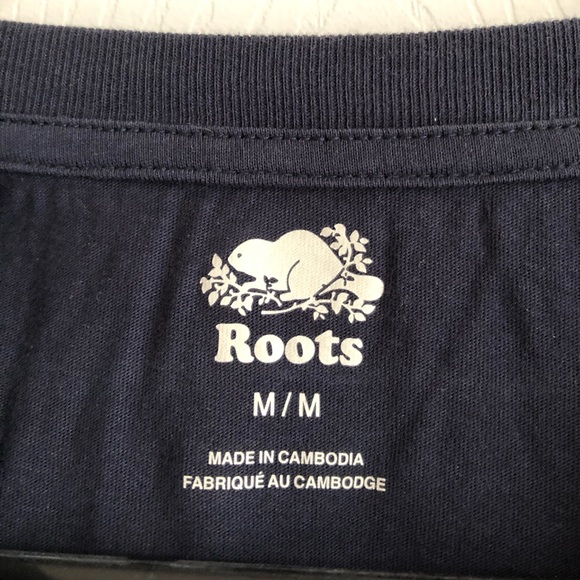 Roots
M/M
MADE IN CAMBODIA
FABRIQUÉ AU CAMBODGE